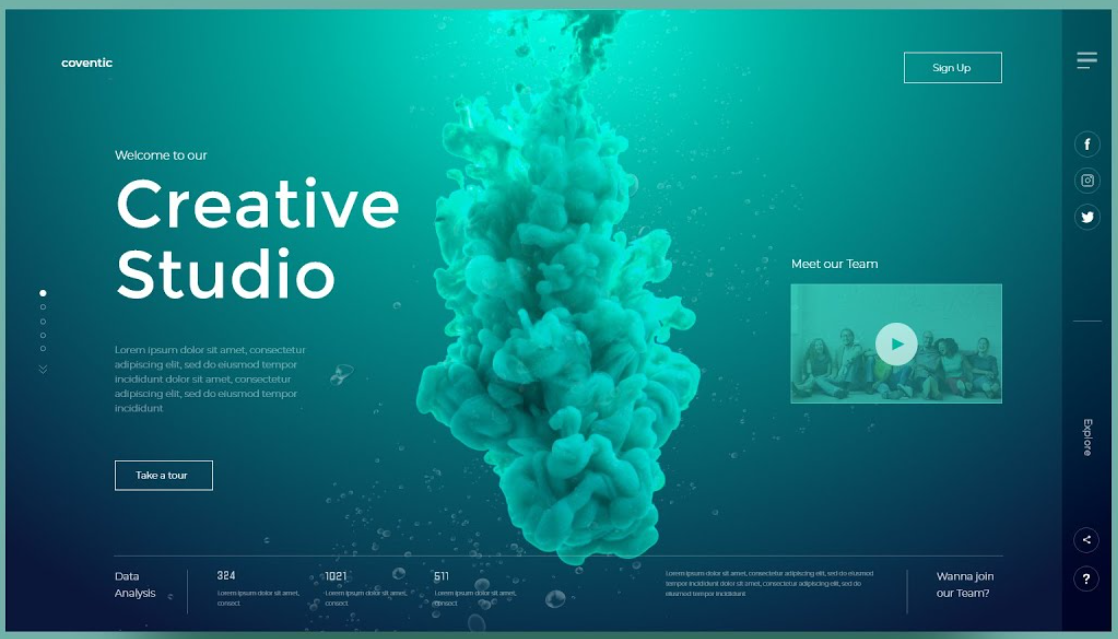 coventic
Sign Up
Welcome to our
Creative
Studio
Meet our Team
Lorem ipsum dolor sit amet, consectetur
adipiscing elit, sed do eiusmod tempor
incididunt dolor sit amet, consectetur
adipiscing elit, sed do eiusmod tempor
incididunt
Take a tour
Explore
Data
Analysis
324
Lorem ipsum dolor sit amet,
consect
1021
Lorem ipsum dolor sit amet,
consect
511
Lorem ipsum dolor sit amet,
consect
Lorem ipsum dolor sit amet, consectetur adipiscing elit, sed do eiusmod
tempor incididunt dolor sit amet, consectetur adipiscing elit, sed do
eiusmod tempor incididunt
Wanna join
our Team?
?